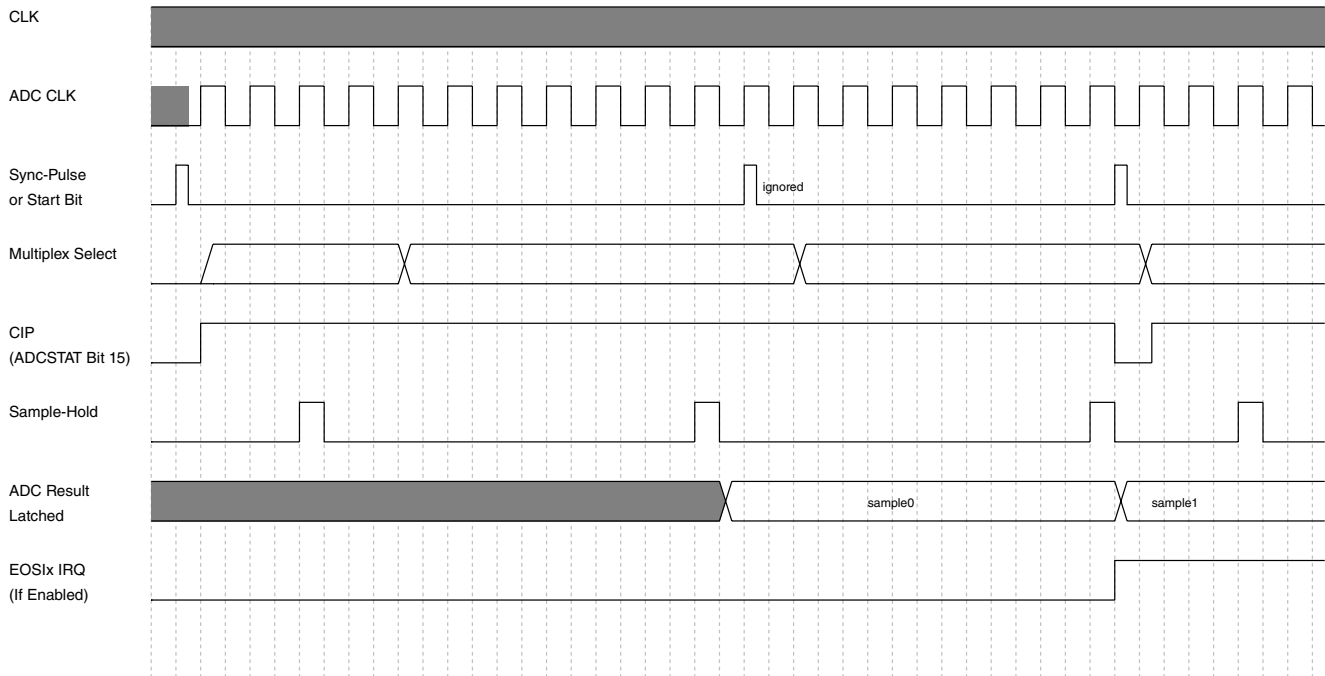 CLK
ADC CLK
Sync-Pulse
or Start Bit
ignored
Multiplex Select
CIP
(ADCSTAT Bit 15)
Sample-Hold
ADC Result
Latched
sample0
sample1
EOSIx IRQ
(If Enabled)